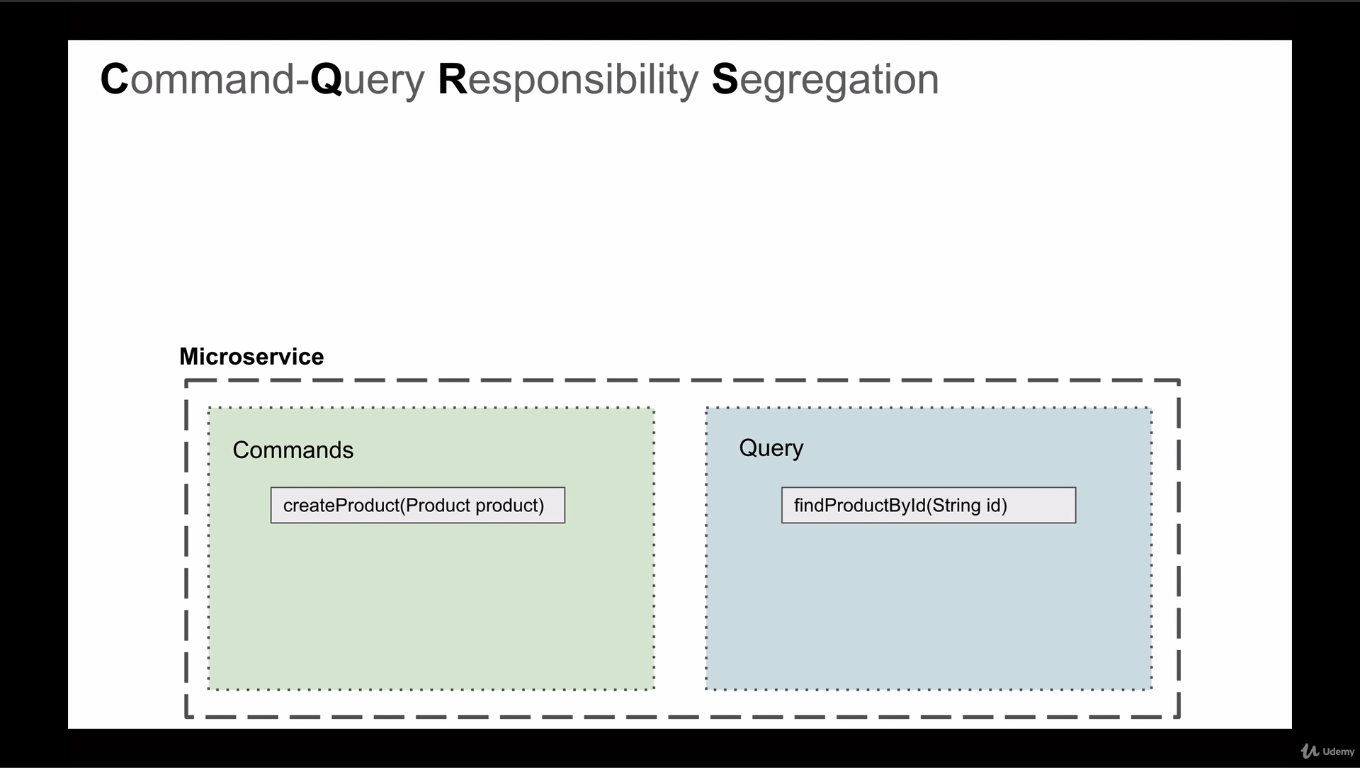 Command-Query Responsibility Segregation
Microservice
Commands
Query
createProduct(Product product)
findProductById(String id)
Udemy